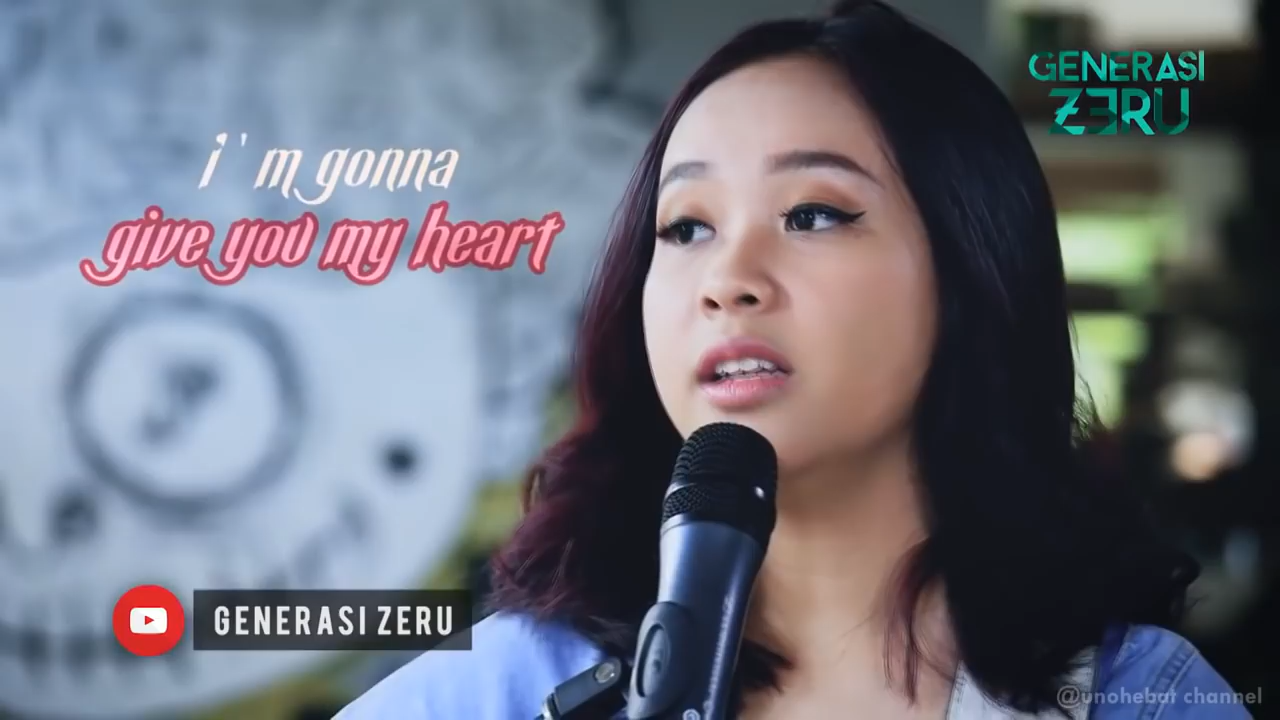 GENERASI
ZERU
i'm gonna
give you my heart
GENERASI ZERU
@unohebat channel